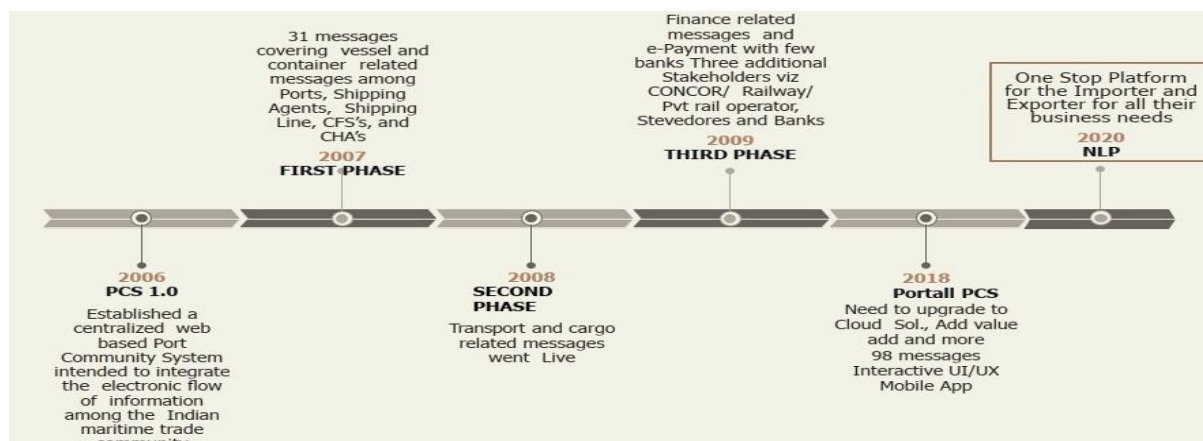 31 messages
covering vessel and
container related
messages among
Ports, Shipping
Agents, Shipping
Line, CFS's, and
CHA's
2007
FIRST PHASE
Finance related
messages and
e-Payment with few
banks Three additional
Stakeholders viz
CONCOR/ Railway/
Pvt rail operator,
Stevedores and Banks
2009
THIRD PHASE
One Stop Platform
for the Importer and
Exporter for all their
business needs
2020
NLP
2006
PCS 1.0
Established a
centralized web
based Port
Community System
intended to integrate
the electronic flow
of information
among the Indian
maritime trade
community
2008
SECOND
PHASE
Transport and cargo
related messages
went Live
2018
Portall PCS
Need to upgrade to
Cloud Sol., Add value
add and more
98 messages
Interactive UI/UX
Mobile App